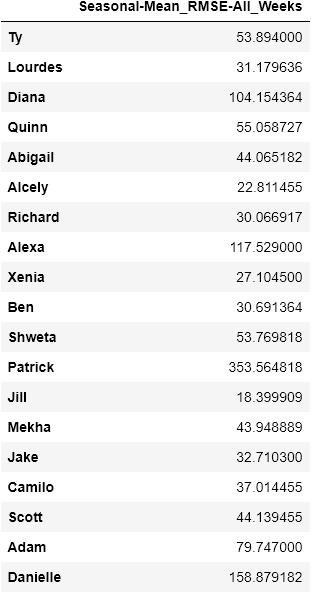 Seasonal-Mean_RMSE-All_Weeks
Ty 53.894000
Lourdes 31.179636
Diana 104.154364
Quinn 55.058727
Abigail 44.065182
Alcely 22.811455
Richard 30.066917
Alexa 117.529000
Xenia 27.104500
Ben 30.691364
Shweta 53.769818
Patrick 353.564818
Jill 18.399909
Mekha 43.948889
Jake 32.710300
Camilo 37.014455
Scott 44.139455
Adam 79.747000
Danielle 158.879182